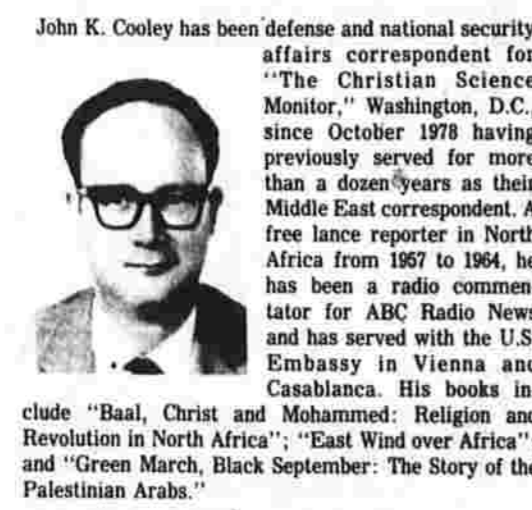 John K. Cooley has been defense and national security
affairs correspondent for
"The Christian Science
Monitor," Washington, D.C.,
since October 1978 having
previously served for more
than a dozen years as their
Middle East correspondent. A
free lance reporter in North
Africa from 1957 to 1964, he
has been a radio commen
tator for ABC Radio News
and has served with the U.S
Embassy in Vienna and
Casablanca. His books in
clude "Baal, Christ and Mohammed: Religion and
Revolution in North Africa"; "East Wind over Africa"
and "Green March, Black September: The Story of the
Palestinian Arabs."